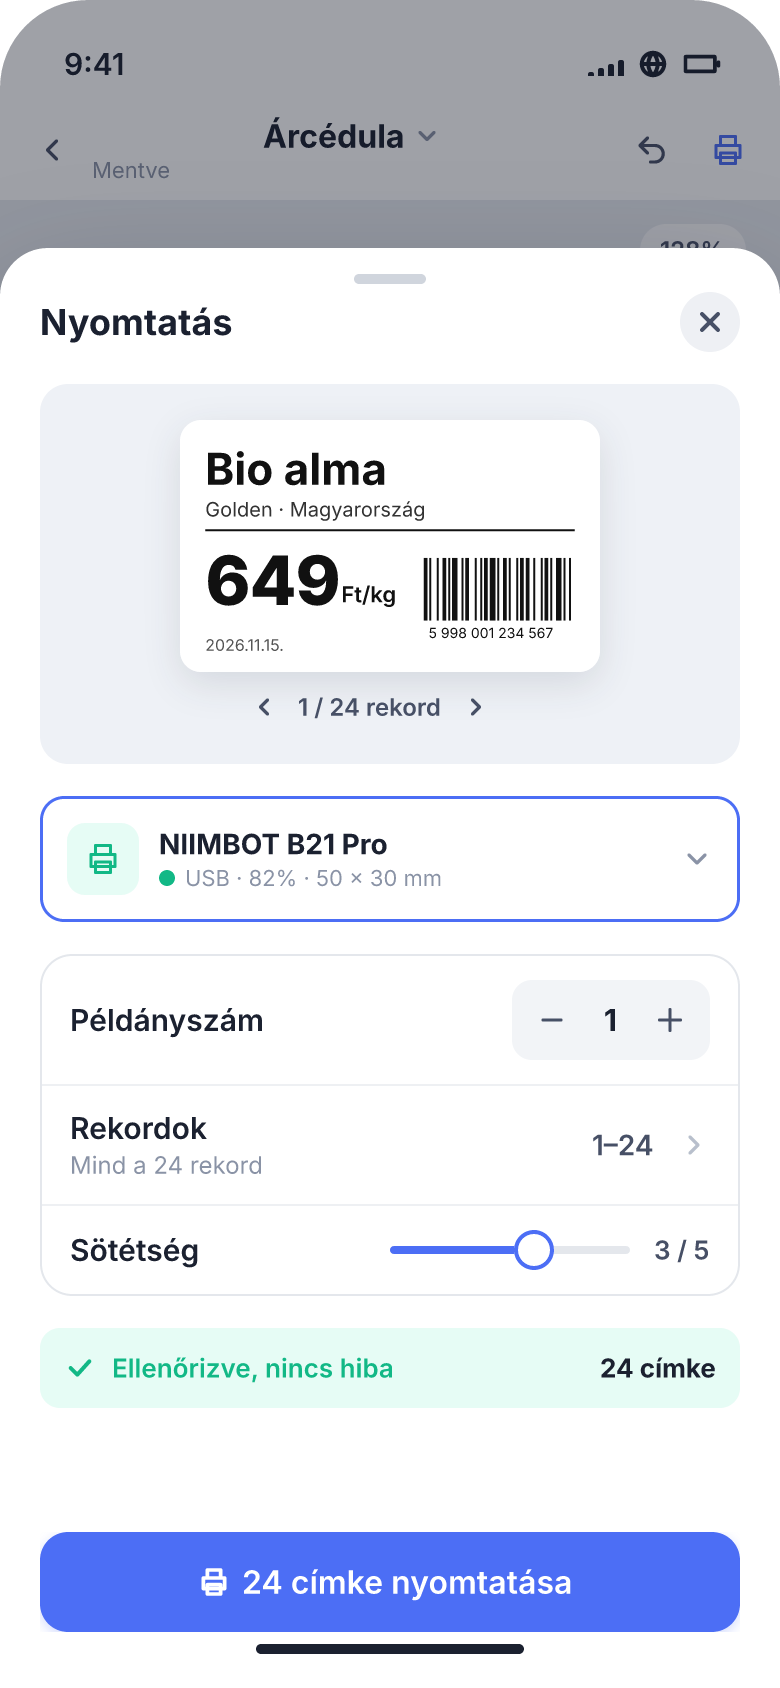 9:41
Árcédula
Mentve
128%
Nyomtatás
Bio alma
Golden · Magyarország
649 Ft/kg
5 998 001 234 567
2026.11.15.
1 / 24 rekord
NIIMBOT B21 Pro
USB · 82% · 50 × 30 mm
Példányszám
1
Rekordok
Mind a 24 rekord
1–24
Sötétség
3 / 5
Ellenőrizve, nincs hiba
24 címke
24 címke nyomtatása